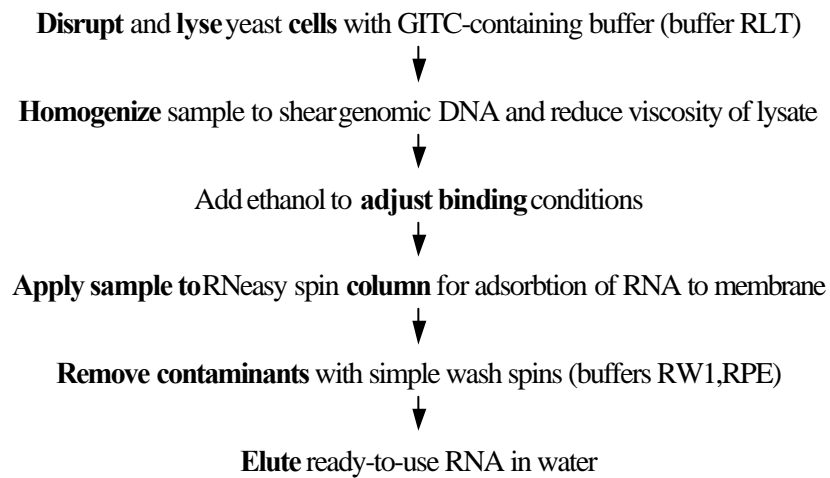 Disrupt and lyse yeast cells with GITC-containing buffer (buffer RLT)
Homogenize sample to shear genomic DNA and reduce viscosity of lysate
Add ethanol to adjust binding conditions
Apply sample to RNeasy spin column for adsorbtion of RNA to membrane
Remove contaminants with simple wash spins (buffers RW1,RPE)
Elute ready-to-use RNA in water